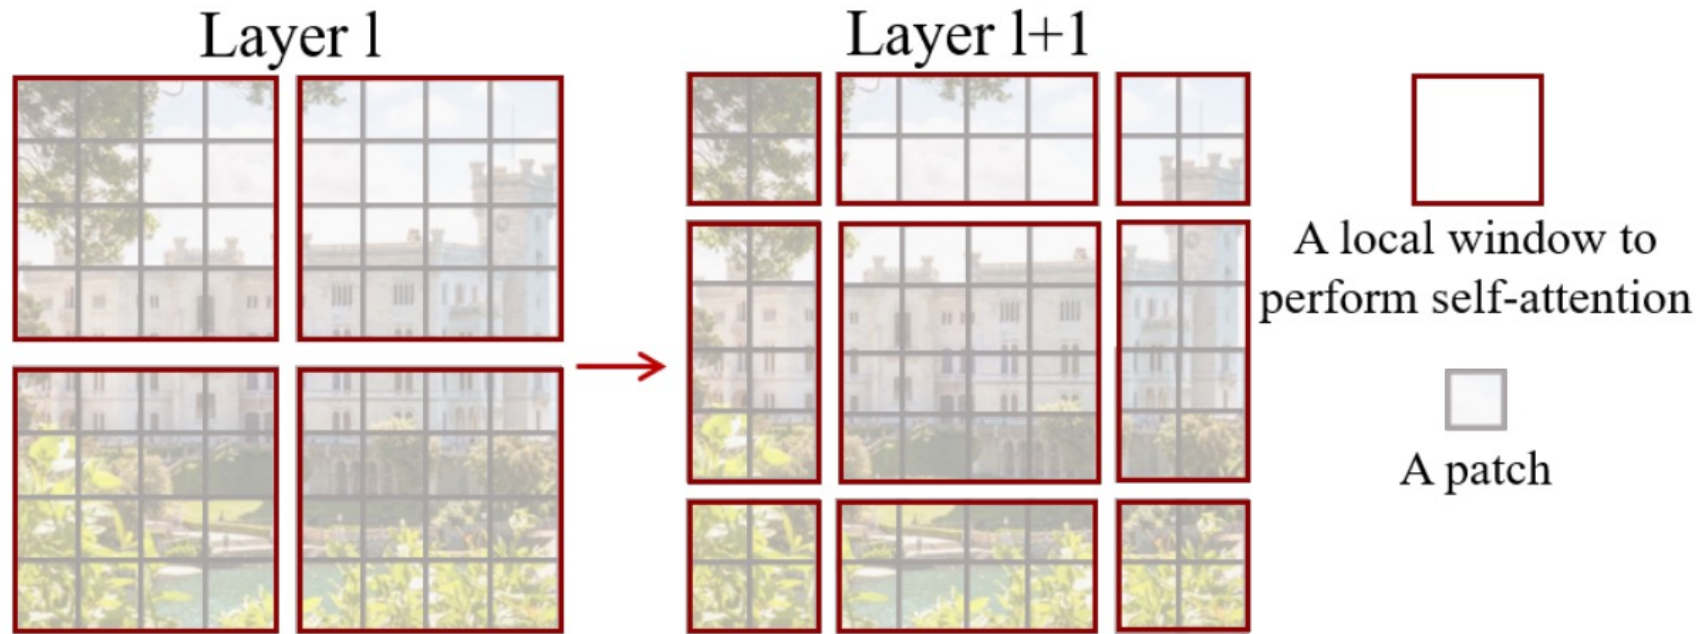 Layer l
Layer l+1
A local window to
perform self-attention
A patch